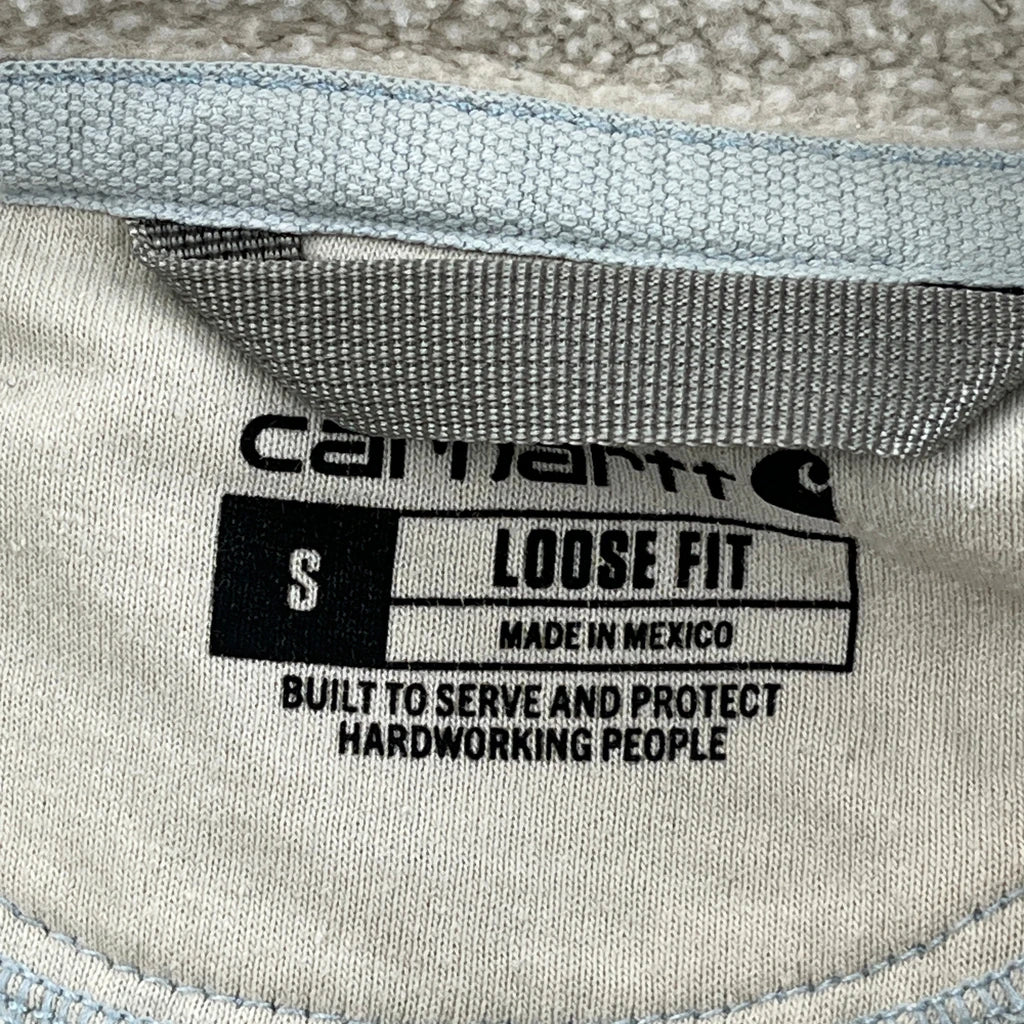 carhartt
S
LOOSE FIT
MADE IN MEXICO
BUILT TO SERVE AND PROTECT
HARDWORKING PEOPLE